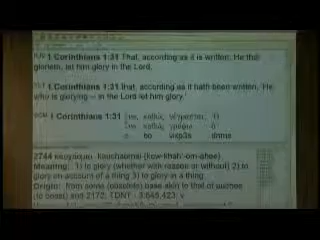 1 Corinthians 1:31 That, according as it is written, He that
glorieth, let him glory in the Lord.
1 Corinthians 1:31 that, according as it hath been written, 'He
who is glorying -- in the Lord let him glory.'
1 Corinthians 1:31
2744 kauchaomai {kow-khah'-om-ahee}
Meaning: 1) to glory (whether with reason or without) 2) to
glory on account of a thing 3) to glory in a thing
Origin: from some (obsolete) base akin to that of
(to boast) and 2172; TDNT - 3:645,423; v